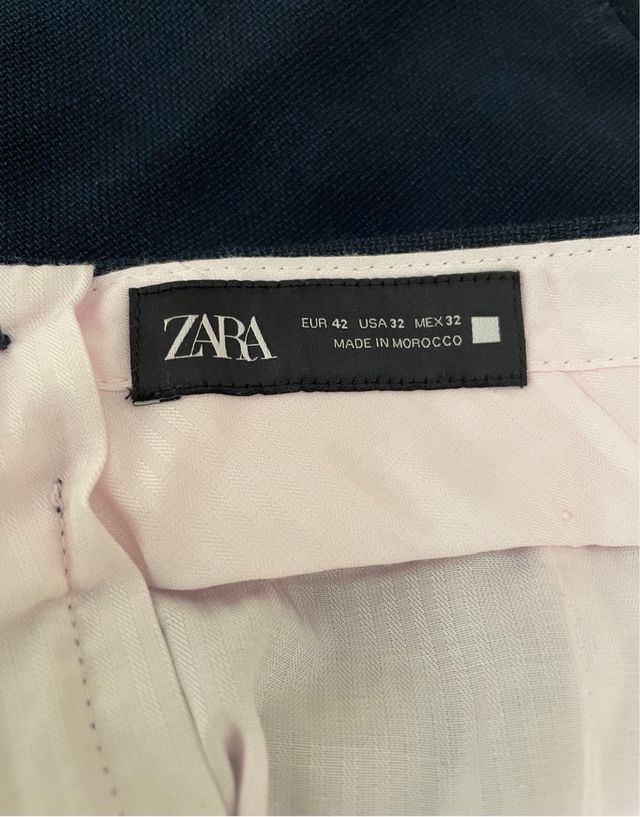 ZARA
EUR 42 USA 32 MEX 32
MADE IN MOROCCO